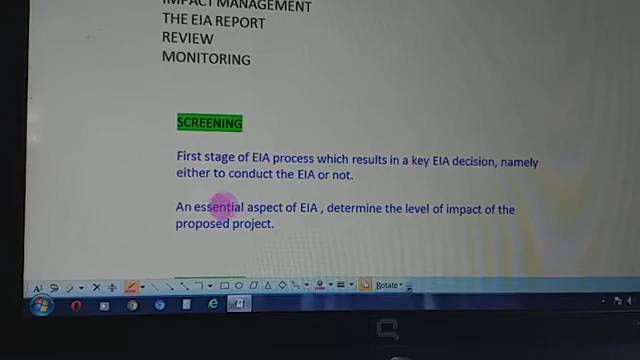 IMPACT MANAGEMENT
THE EIA REPORT
REVIEW
MONITORING
SCREENING
First stage of EIA process which results in a key EIA decision, namely
either to conduct the EIA or not.
An essential aspect of EIA , determine the level of impact of the
proposed project.
Rotate